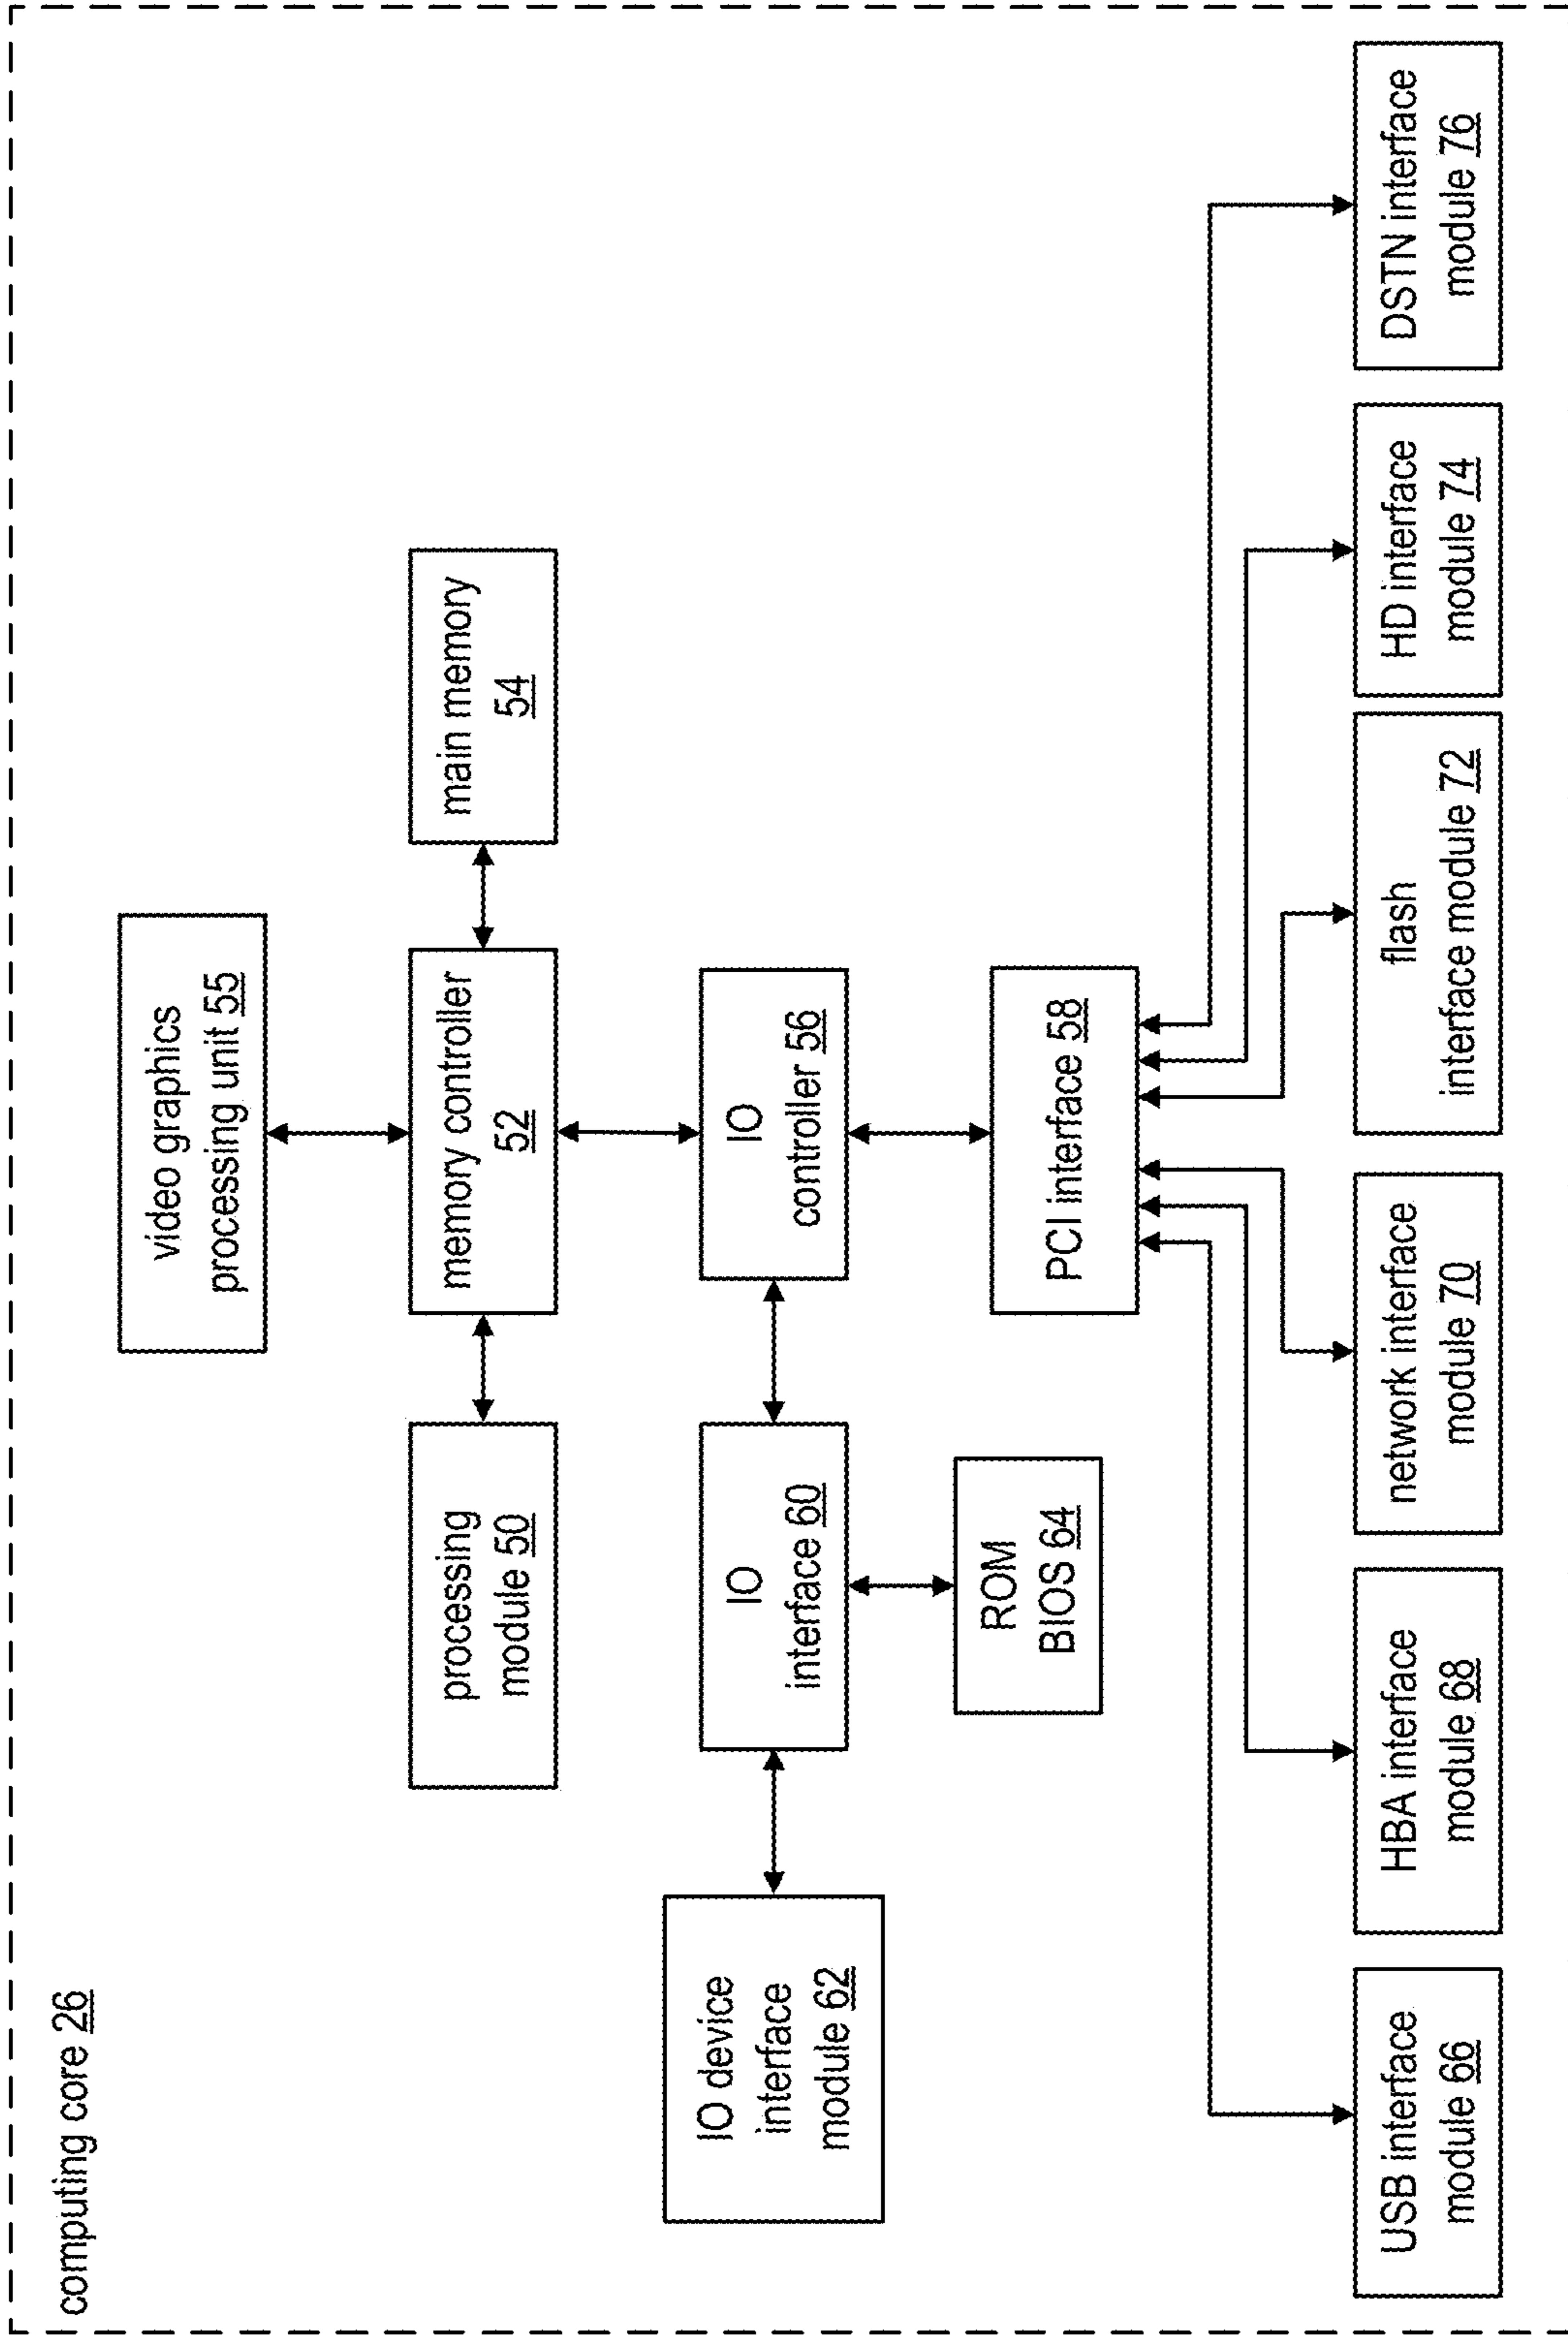 computing core 26
video graphics
processing unit 55
processing
module 50
memory controller
52
main memory
54
IO device
interface
module 62
IO
interface 60
IO
controller 56
ROM
BIOS 64
PCI interface 58
USB interface
module 66
HBA interface
module 68
network interface
module 70
flash
interface module 72
HD interface
module 74
DSTN interface
module 76